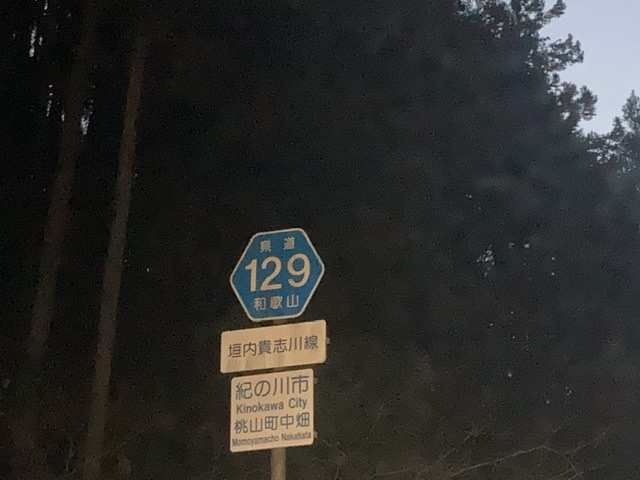 県道
129
和歌山
垣内貴志川線
紀の川市
Kinokawa City
桃山町中畑
Momoyamacho Nakahata